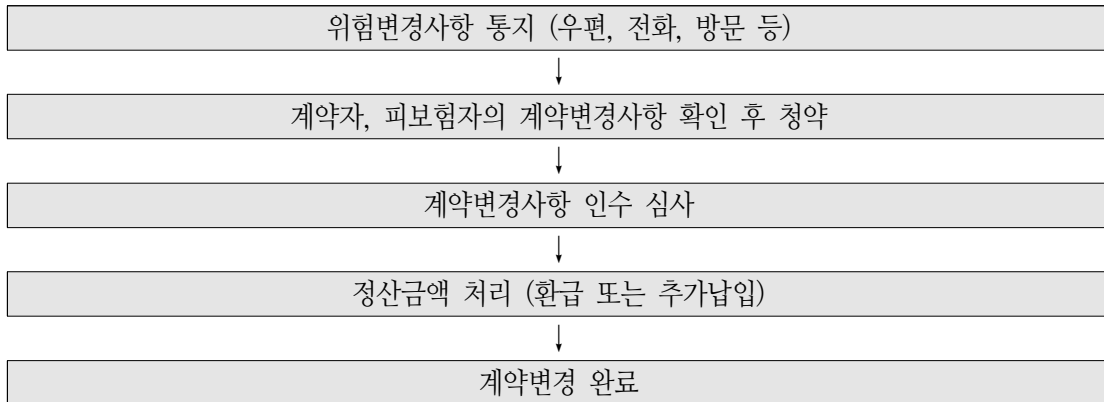 위험변경사항 통지 (우편, 전화, 방문 등)
계약자, 피보험자의 계약변경사항 확인 후 청약
계약변경사항 인수 심사
정산금액 처리 (환급 또는 추가납입)
계약변경 완료